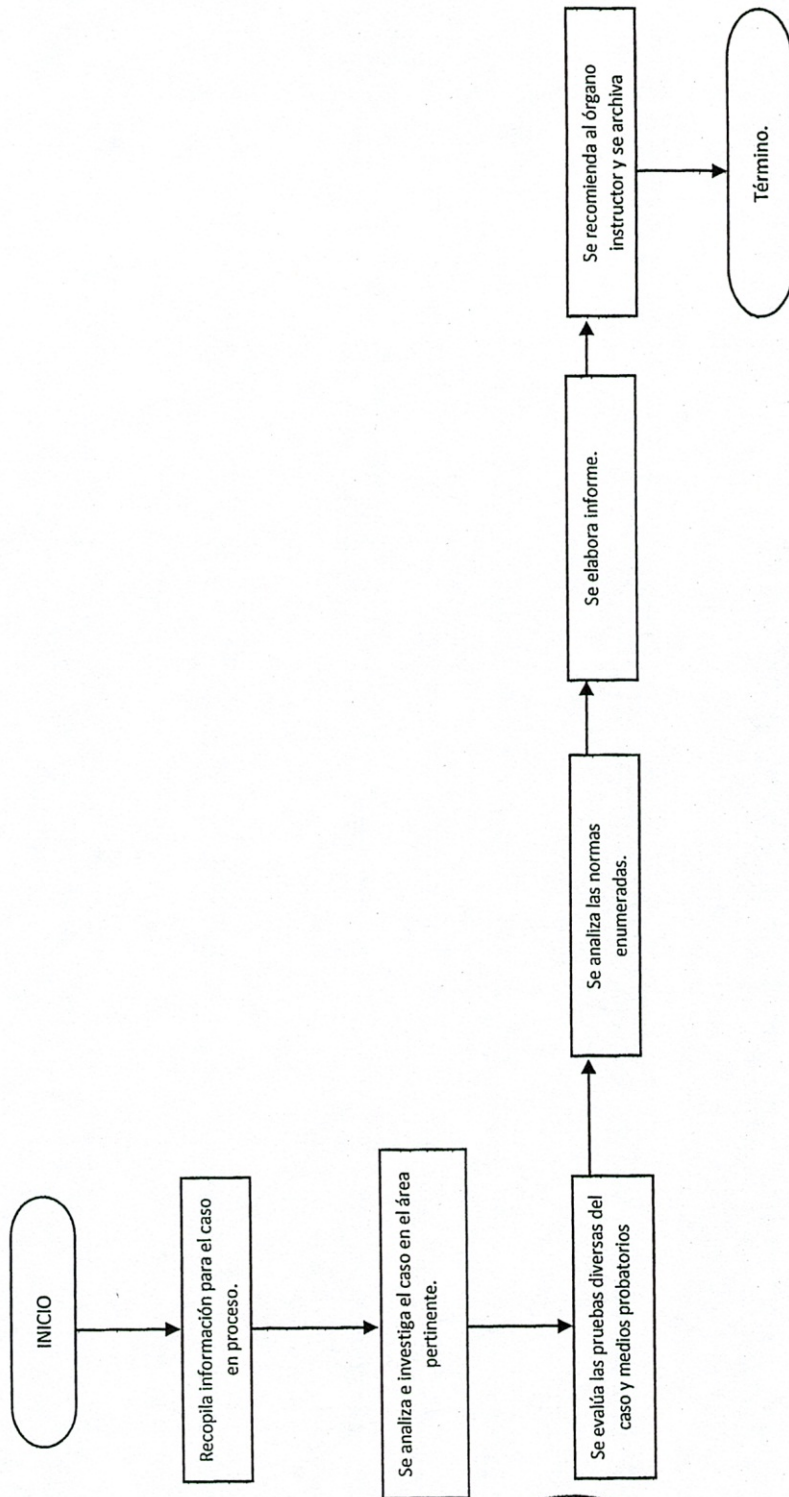 INICIO
Recopila información para el caso
en proceso.
Se analiza e investiga el caso en el área
pertinente.
Se evalúa las pruebas diversas del
caso y medios probatorios
Se analiza las normas
enumeradas.
Se elabora informe.
Se recomienda al órgano
instructor y se archiva
Término.